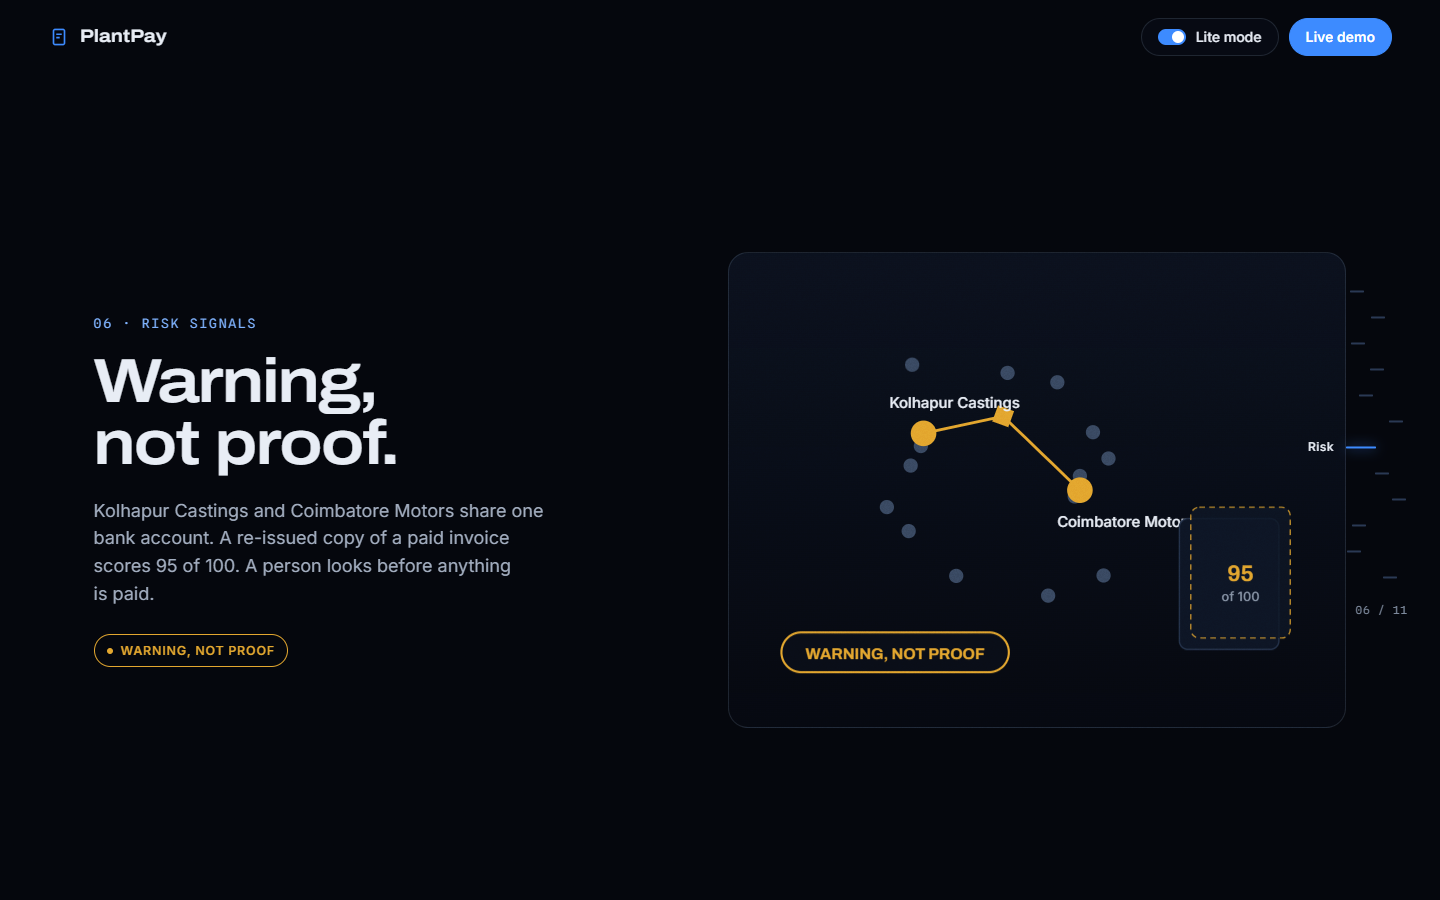 PlantPay
Lite mode
Live demo
06 · RISK SIGNALS
Warning,
not proof.
Kolhapur Castings and Coimbatore Motors share one
bank account. A re-issued copy of a paid invoice
scores 95 of 100. A person looks before anything
is paid.
WARNING, NOT PROOF
Kolhapur Castings
Coimbatore Motor
95
of 100
WARNING, NOT PROOF
Risk
06 / 11